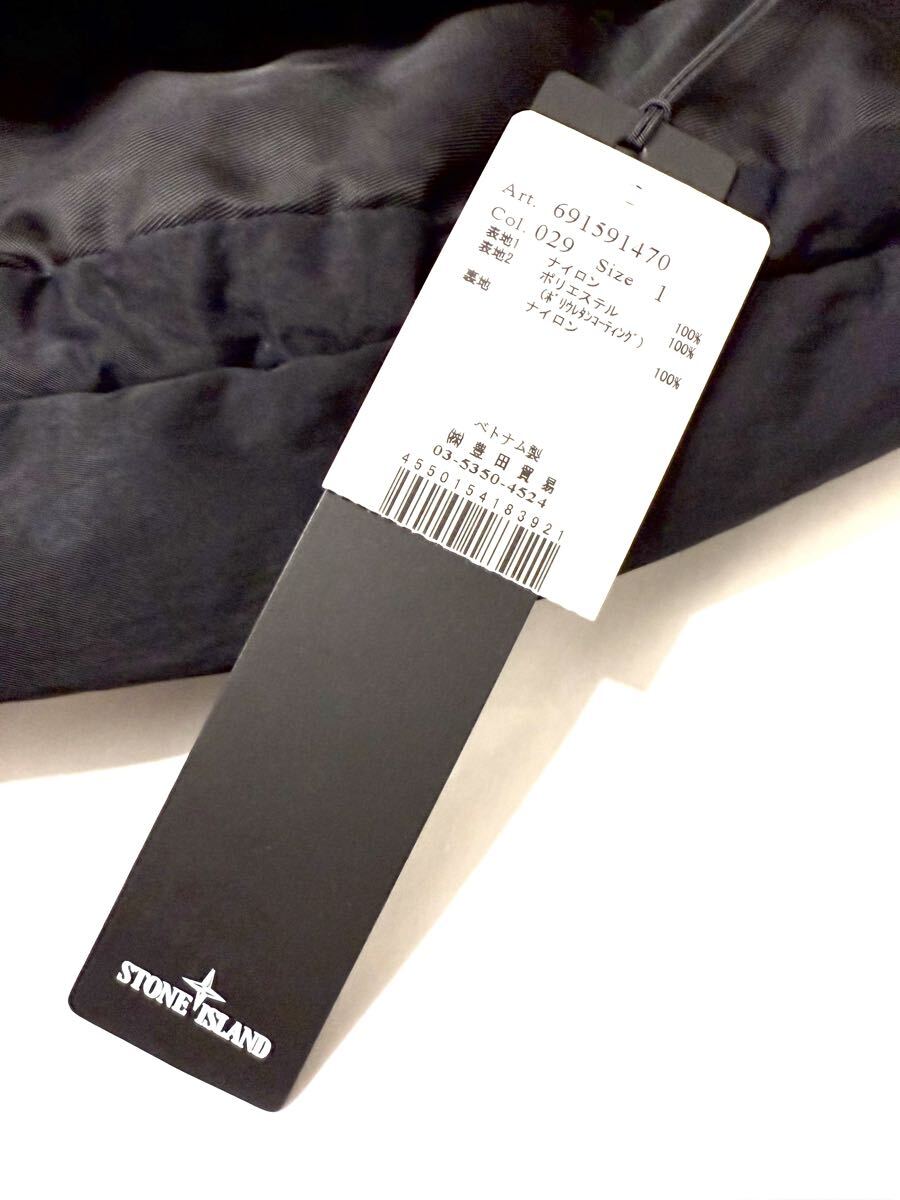 Art. 691591470
Col. 029 Size 1
表地1 ナイロン 100%
表地2 ポリエステル 100%
(ポリウレタンコーティング)
裏地 ナイロン 100%
ベトナム製
㈱ 豊田貿易
03-5350-4524
4550154183921
STONE ISLAND